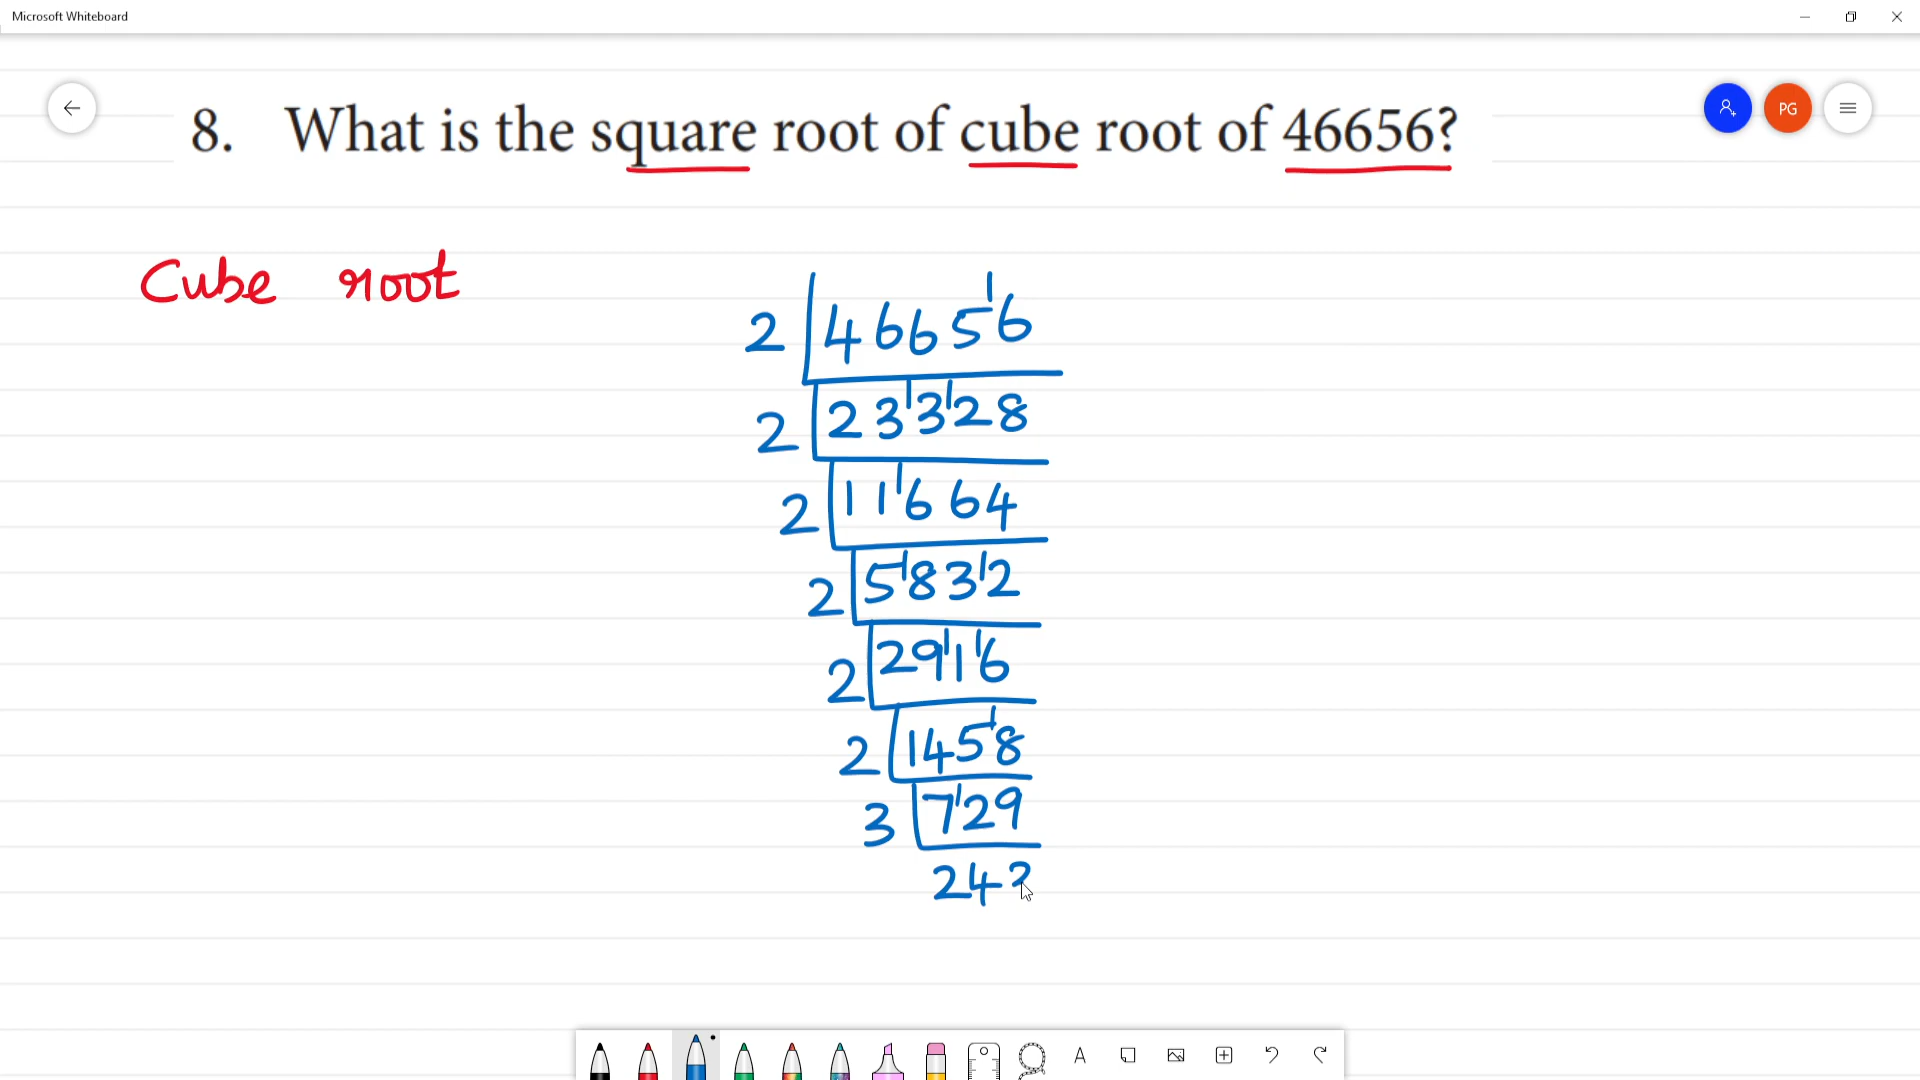 Microsoft Whiteboard
8. What is the square root of cube root of 46656?
PG
Cube root
2 46656
2 23328
2 11664
2 5832
2 2916
2 1458
3 729
243
A